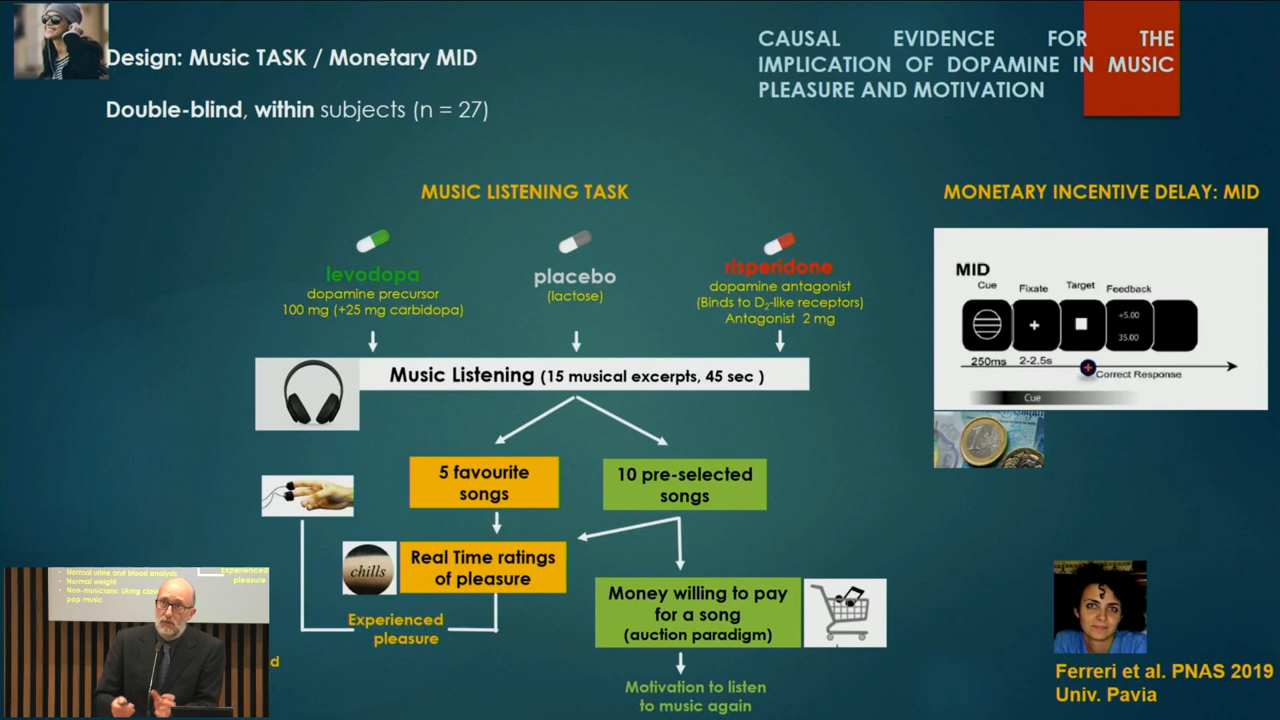 Design: Music TASK / Monetary MID
Double-blind, within subjects (n = 27)
CAUSAL EVIDENCE FOR THE
IMPLICATION OF DOPAMINE IN MUSIC
PLEASURE AND MOTIVATION
MUSIC LISTENING TASK
levodopa
dopamine precursor
100 mg (+25 mg carbidopa)
placebo
(lactose)
risperidone
dopamine antagonist
(Binds to D₂-like receptors)
Antagonist 2 mg
Music Listening (15 musical excerpts, 45 sec )
5 favourite
songs
10 pre-selected
songs
chills
Real Time ratings
of pleasure
Experienced
pleasure
Money willing to pay
for a song
(auction paradigm)
Motivation to listen
to music again
MONETARY INCENTIVE DELAY: MID
MID
Cue Fixate Target Feedback
+
+5.00
35.00
250ms 2-2.5s
Correct Response
Cue
Normal urine and blood analysis
• Normal weight
• Non-musicians: Liking
pop music
Experienced
pleasure
d
Ferreri et al. PNAS 2019
Univ. Pavia